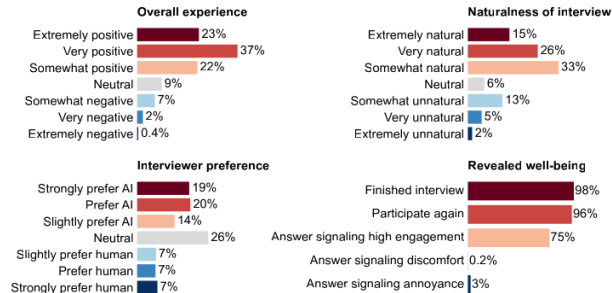 Overall experience
Extremely positive 23%
Very positive 37%
Somewhat positive 22%
Neutral 9%
Somewhat negative 7%
Very negative 2%
Extremely negative 0.4%
Naturalness of interview
Extremely natural 15%
Very natural 26%
Somewhat natural 33%
Neutral 6%
Somewhat unnatural 13%
Very unnatural 5%
Extremely unnatural 2%
Interviewer preference
Strongly prefer AI 19%
Prefer AI 20%
Slightly prefer AI 14%
Neutral 26%
Slightly prefer human 7%
Prefer human 7%
Strongly prefer human 7%
Revealed well-being
Finished interview 98%
Participate again 96%
Answer signaling high engagement 75%
Answer signaling discomfort 0.2%
Answer signaling annoyance 3%